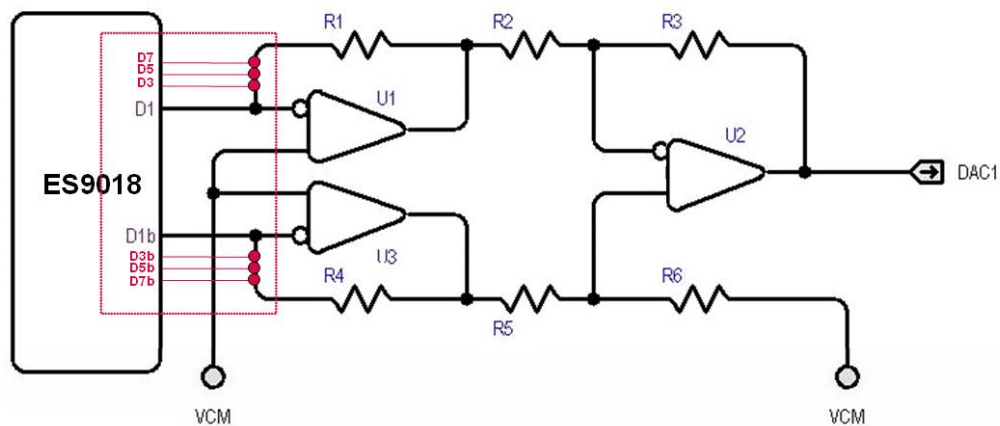 R1 R2 R3
D7
D5
D3
D1
U1
U2
ES9018
DAC1
D1b
D3b
D5b
D7b
U3
R4
R5
R6
VCM VCM